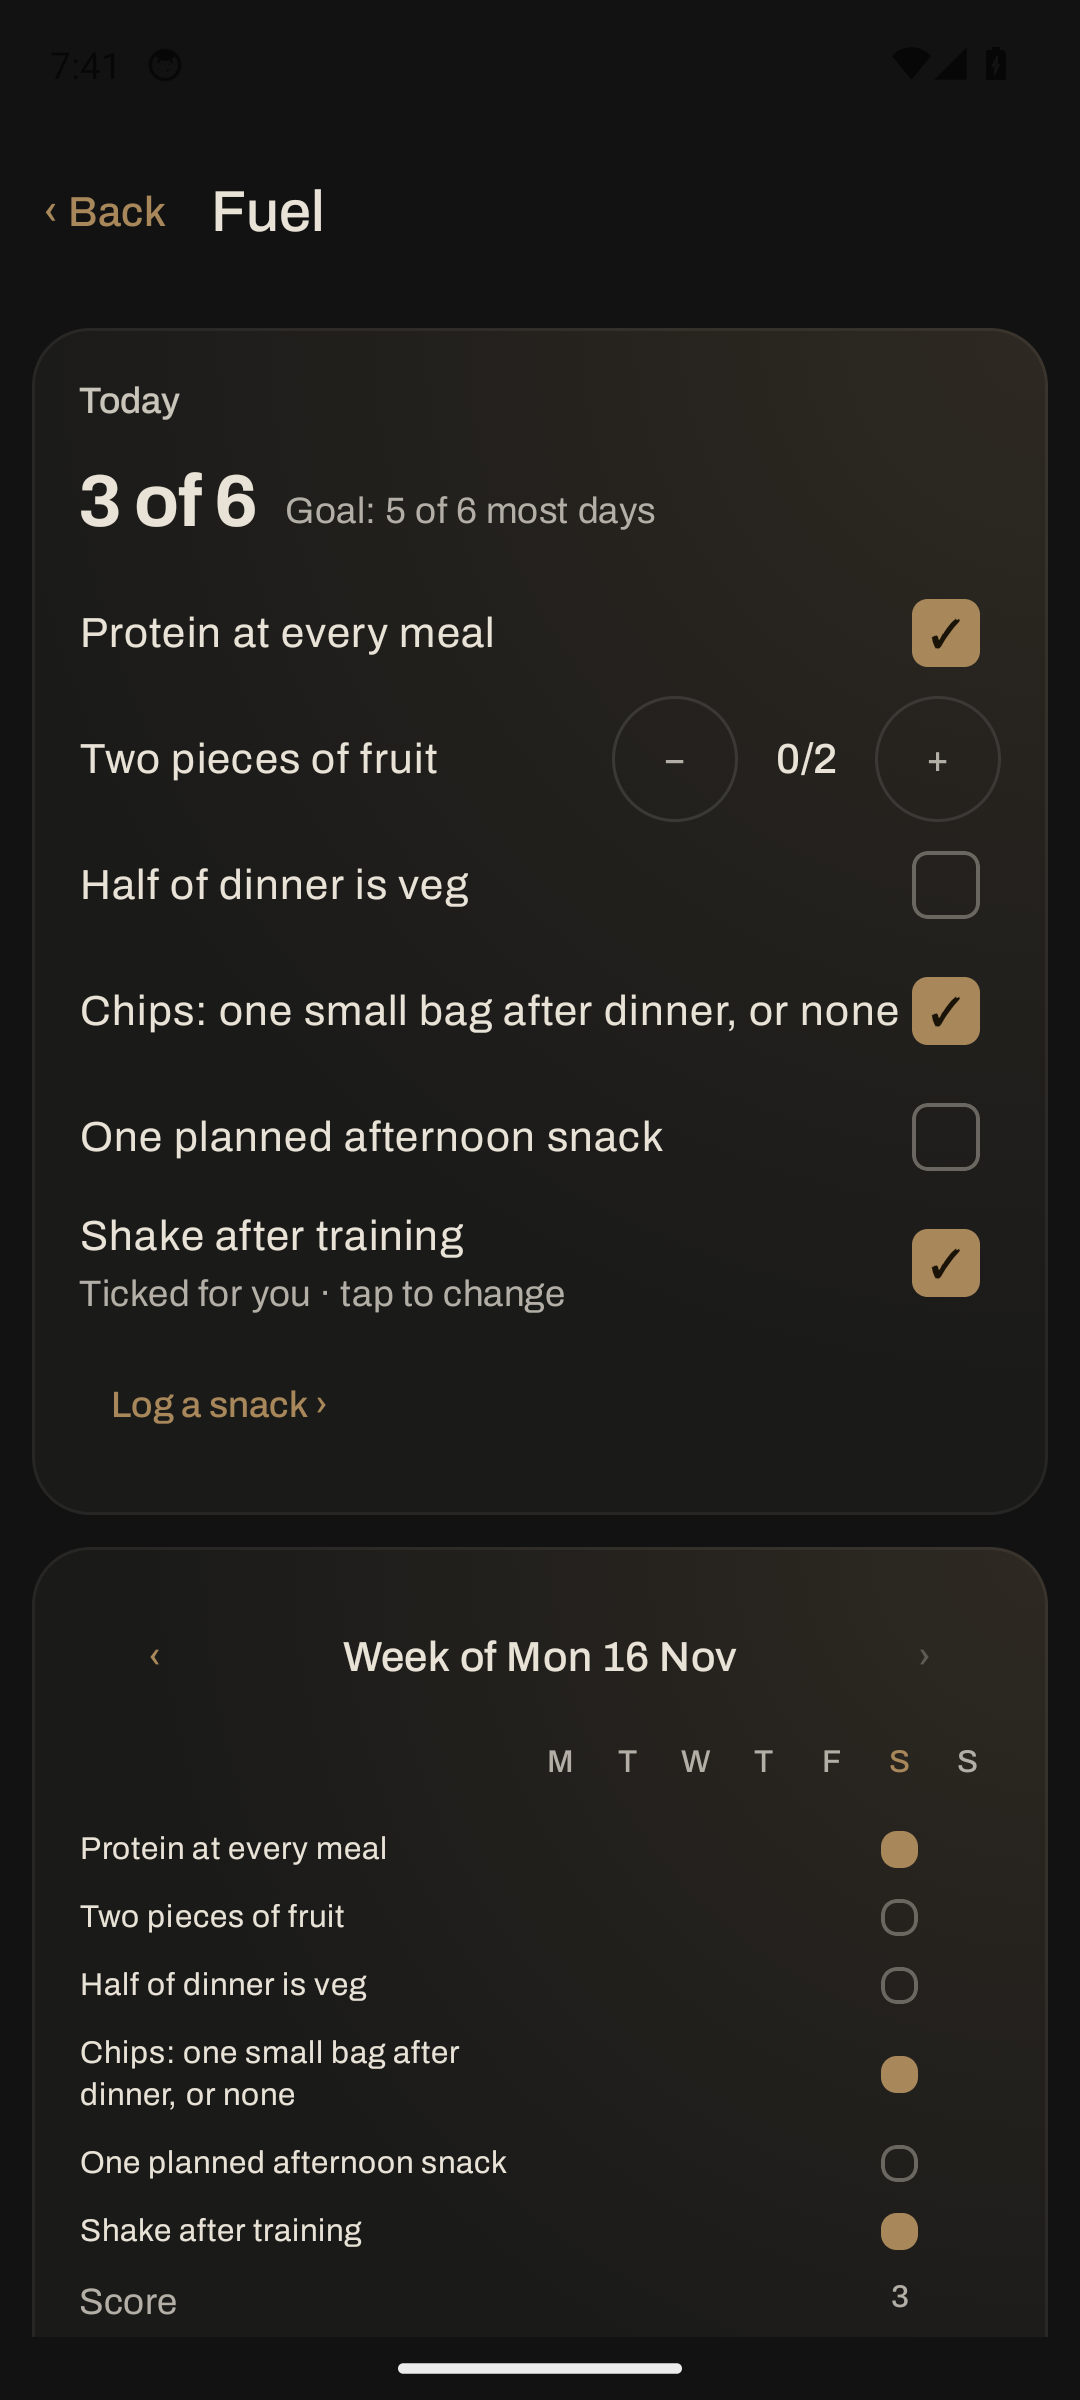 7:41
‹ Back Fuel
Today
3 of 6 Goal: 5 of 6 most days
Protein at every meal ✓
Two pieces of fruit − 0/2 +
Half of dinner is veg
Chips: one small bag after dinner, or none ✓
One planned afternoon snack
Shake after training ✓
Ticked for you · tap to change
Log a snack ›
‹ Week of Mon 16 Nov ›
M T W T F S S
Protein at every meal
Two pieces of fruit
Half of dinner is veg
Chips: one small bag after
dinner, or none
One planned afternoon snack
Shake after training
Score 3